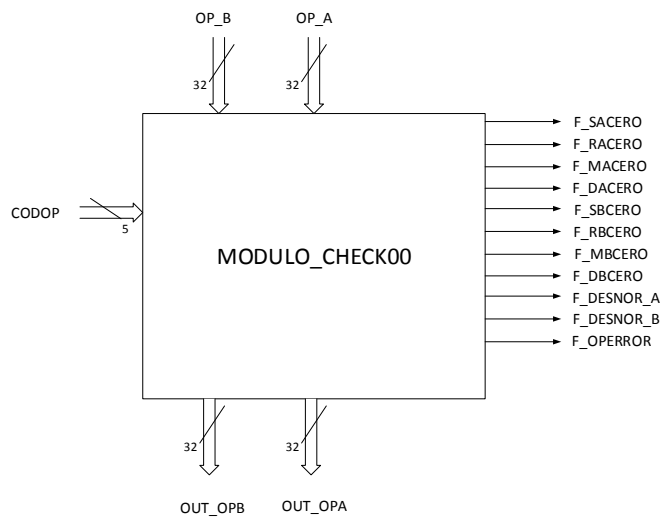 OP_B OP_A
32 32
F_SACERO
F_RACERO
F_MACERO
F_DACERO
F_SBCERO
CODOP
5
F_RBCERO
MODULO_CHECK00
F_MBCERO
F_DBCERO
F_DESNOR_A
F_DESNOR_B
F_OPERROR
32 32
OUT_OPB OUT_OPA